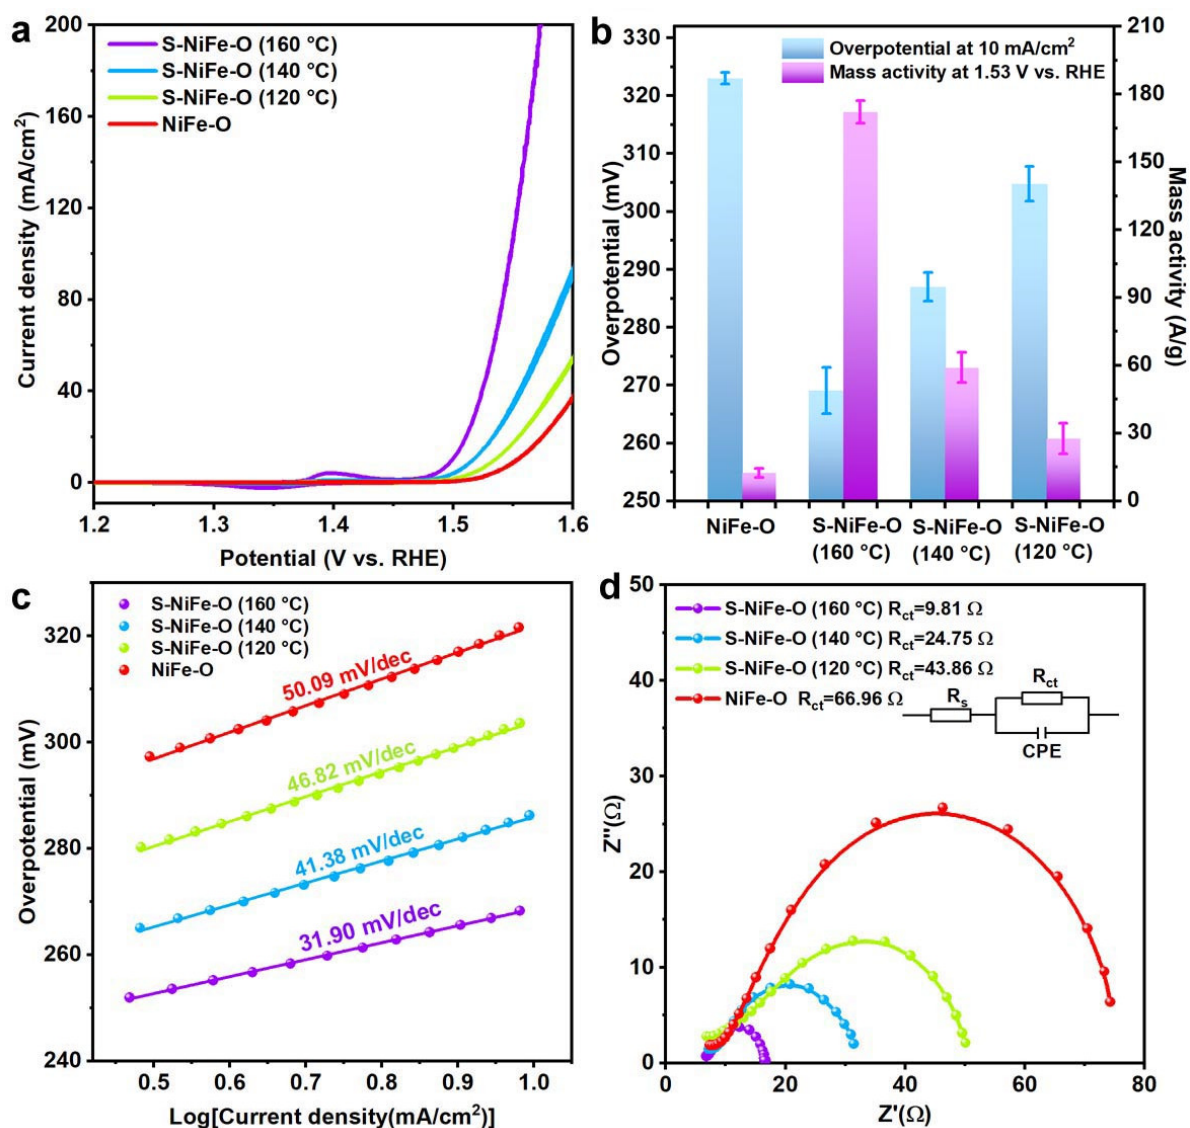 a
200
160
120
80
40
0
Current density (mA/cm²)
S-NiFe-O (160 °C)
S-NiFe-O (140 °C)
S-NiFe-O (120 °C)
NiFe-O
1.2 1.3 1.4 1.5 1.6
Potential (V vs. RHE)
b
330
320
310
300
290
280
270
260
250
Overpotential (mV)
Overpotential at 10 mA/cm²
Mass activity at 1.53 V vs. RHE
210
180
150
120
90
60
30
0
Mass activity (A/g)
NiFe-O S-NiFe-O S-NiFe-O S-NiFe-O
(160 °C) (140 °C) (120 °C)
c
320
300
280
260
240
Overpotential (mV)
S-NiFe-O (160 °C)
S-NiFe-O (140 °C)
S-NiFe-O (120 °C)
NiFe-O
50.09 mV/dec
46.82 mV/dec
41.38 mV/dec
31.90 mV/dec
0.5 0.6 0.7 0.8 0.9 1.0
Log[Current density(mA/cm²)]
d
50
40
30
20
10
0
Z"(Ω)
S-NiFe-O (160 °C) Rct=9.81 Ω
S-NiFe-O (140 °C) Rct=24.75 Ω
S-NiFe-O (120 °C) Rct=43.86 Ω
NiFe-O Rct=66.96 Ω
Rs
Rct
CPE
0 20 40 60 80
Z'(Ω)